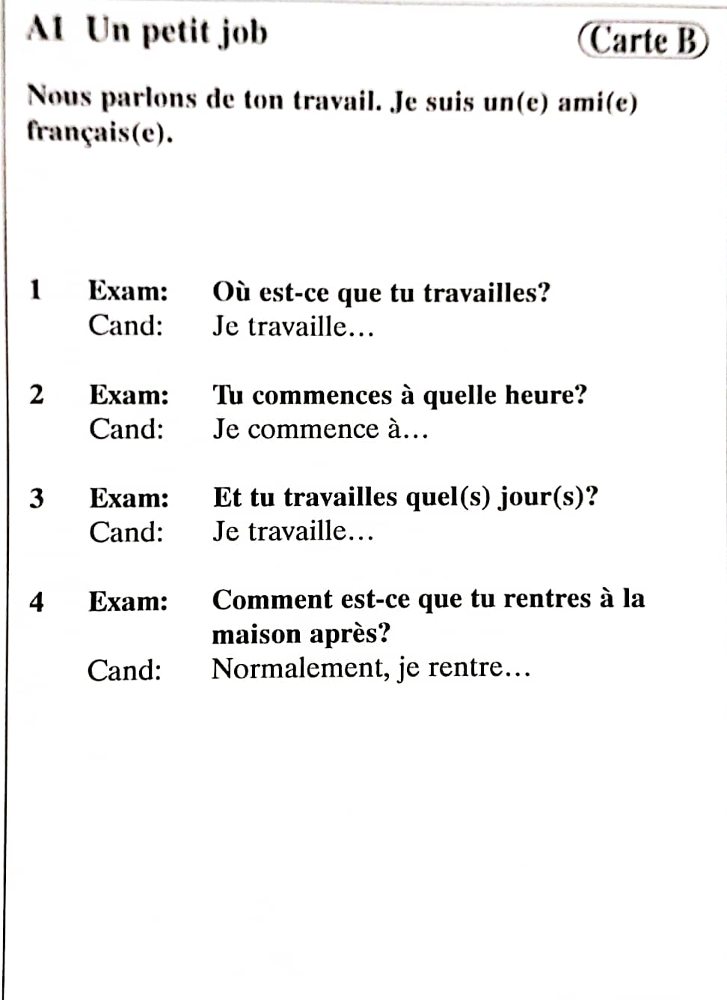 A1 Un petit job
Carte B
Nous parlons de ton travail. Je suis un(e) ami(e)
français(e).
1 Exam: Où est-ce que tu travailles?
Cand: Je travaille…
2 Exam: Tu commences à quelle heure?
Cand: Je commence à…
3 Exam: Et tu travailles quel(s) jour(s)?
Cand: Je travaille…
4 Exam: Comment est-ce que tu rentres à la
maison après?
Cand: Normalement, je rentre…